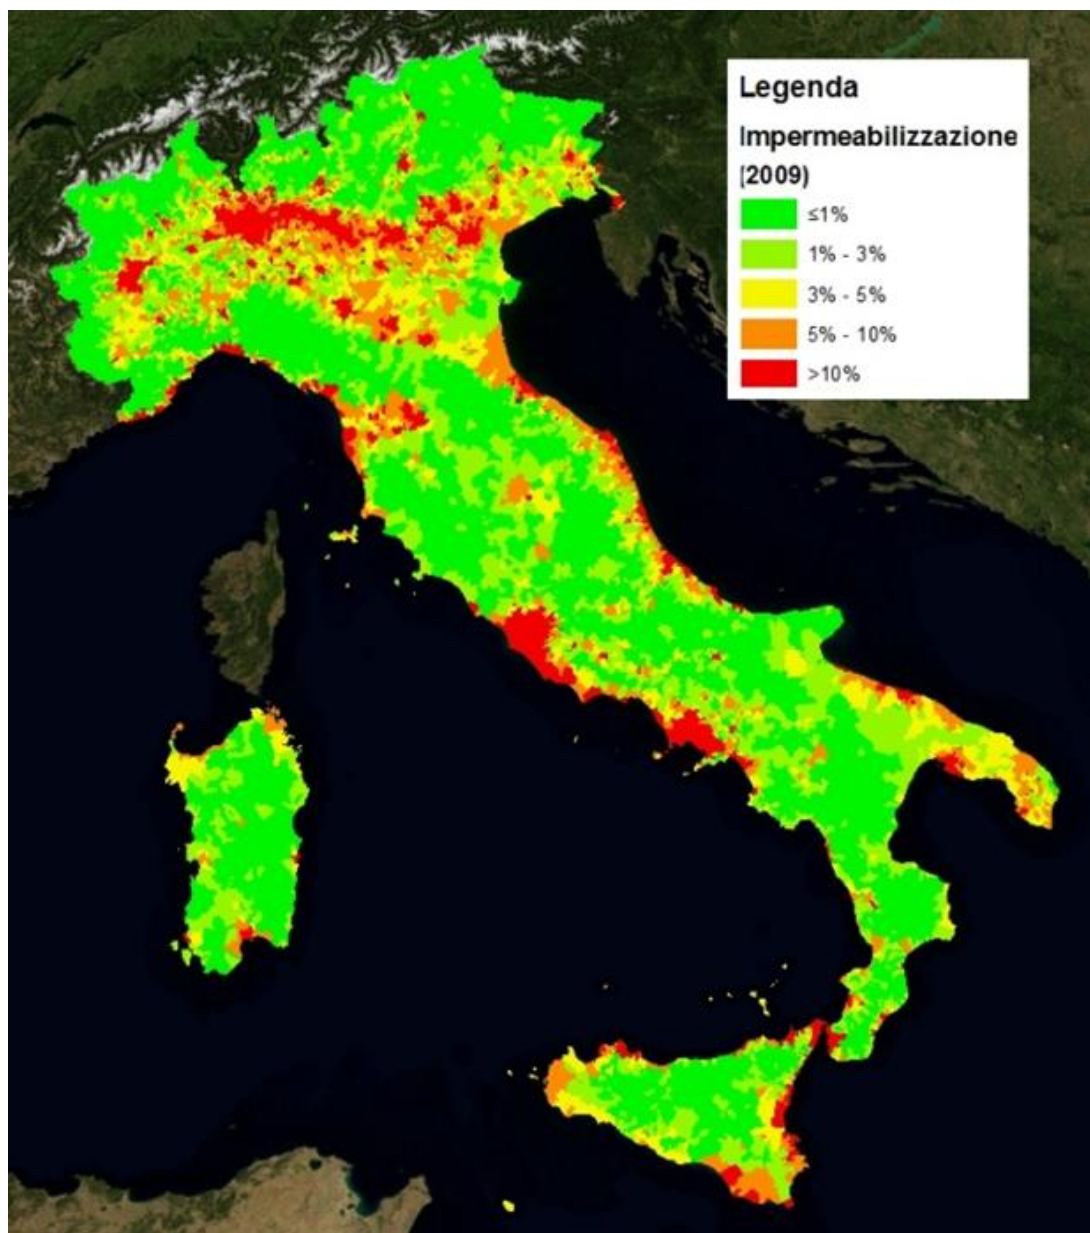 Legenda
Impermeabilizzazione
(2009)
≤1%
1% - 3%
3% - 5%
5% - 10%
>10%